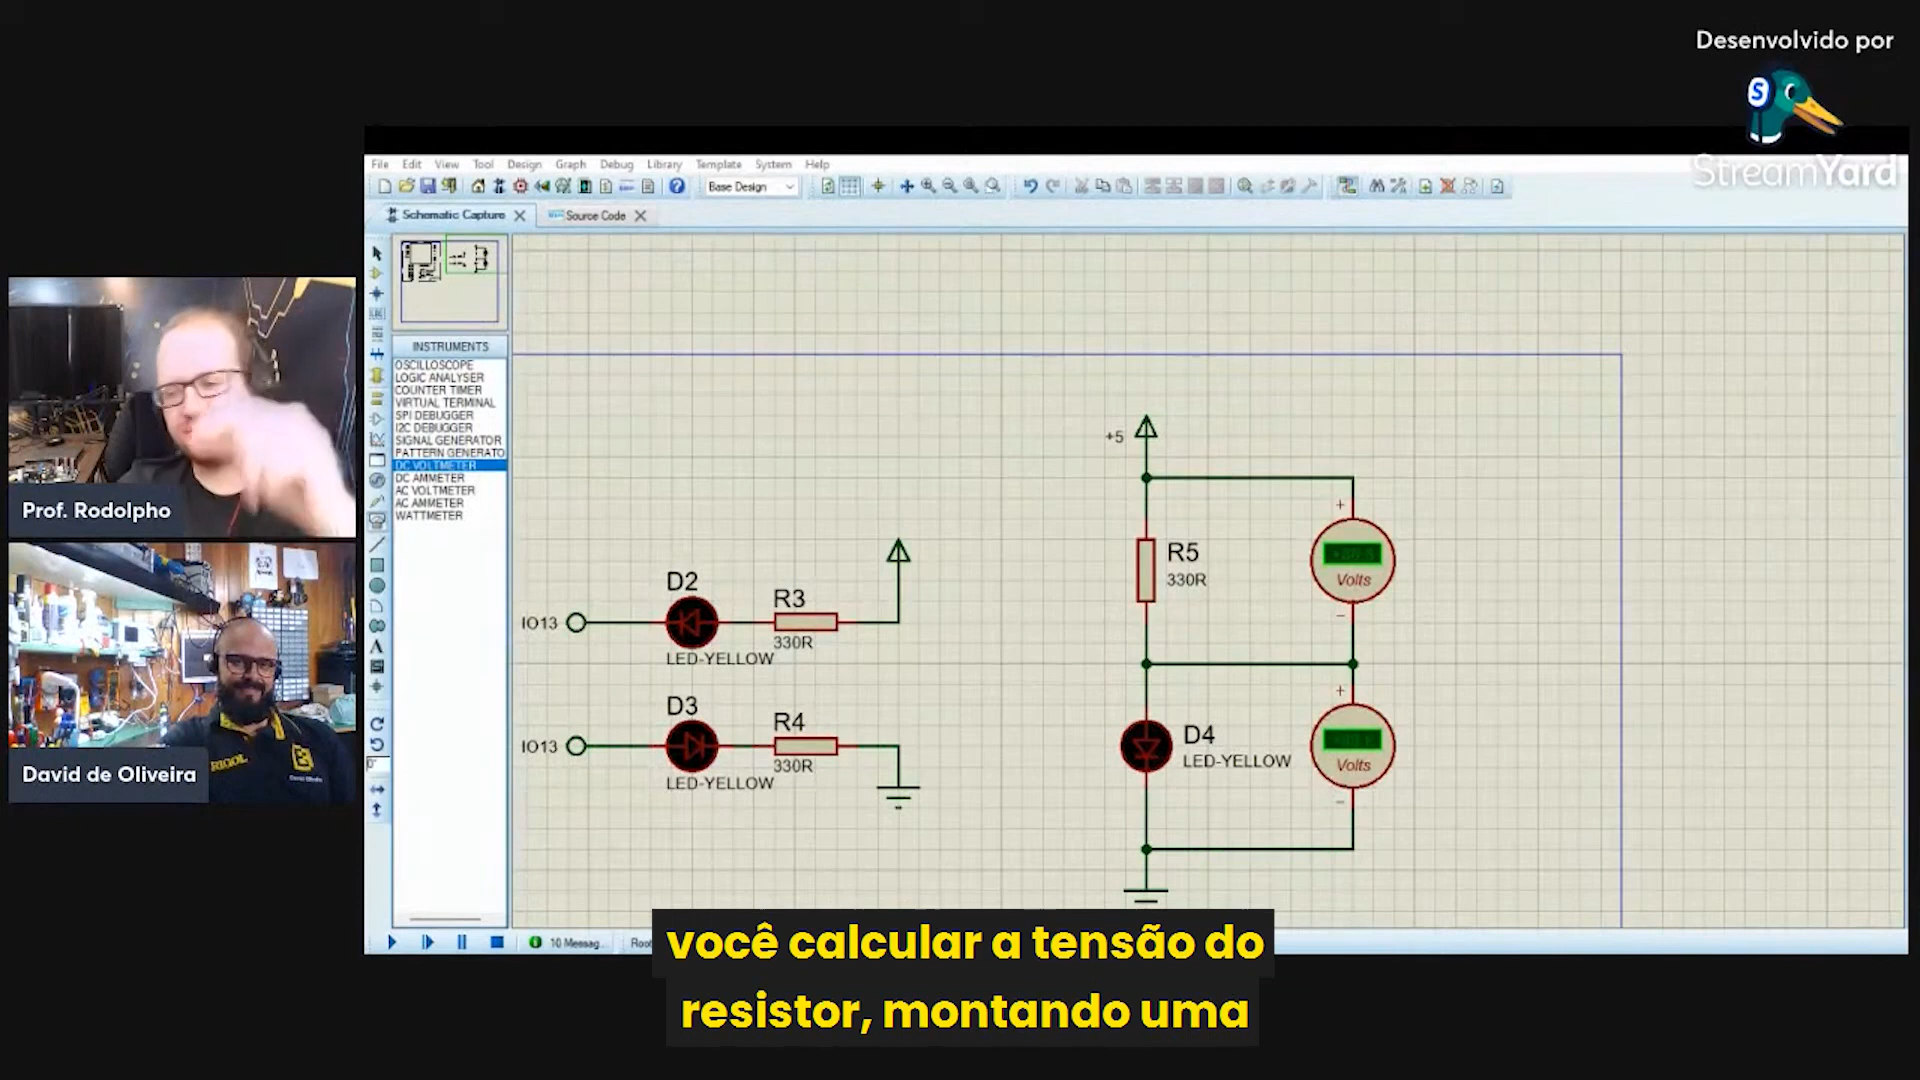 Desenvolvido por
StreamYard
File Edit View Tool Design Graph Debug Library Template System Help
Base Design
Schematic Capture
Source Code
INSTRUMENTS
OSCILLOSCOPE
LOGIC ANALYSER
COUNTER TIMER
VIRTUAL TERMINAL
SPI DEBUGGER
I2C DEBUGGER
SIGNAL GENERATOR
PATTERN GENERATO
DC VOLTMETER
DC AMMETER
AC VOLTMETER
AC AMMETER
WATTMETER
Prof. Rodolpho
David de Oliveira
RIGOL
IO13
D2
LED-YELLOW
R3
330R
IO13
D3
LED-YELLOW
R4
330R
+5
R5
330R
+
Volts
−
D4
LED-YELLOW
+
Volts
−
10 Messag...
Root
você calcular a tensão do
resistor, montando uma